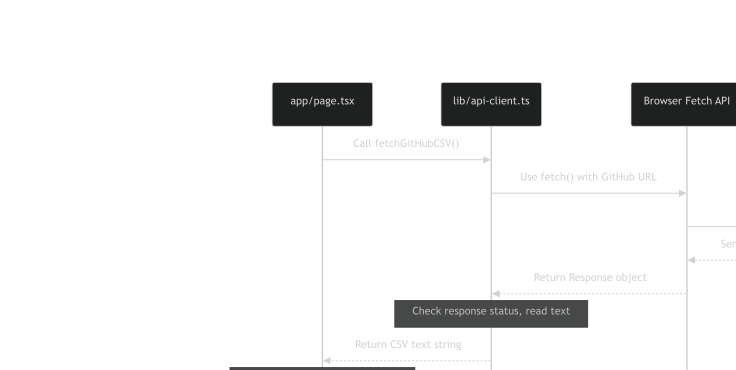 app/page.tsx
lib/api-client.ts
Browser Fetch API
Call fetchGitHubCSV()
Use fetch() with GitHub URL
Return Response object
Check response status, read text
Return CSV text string